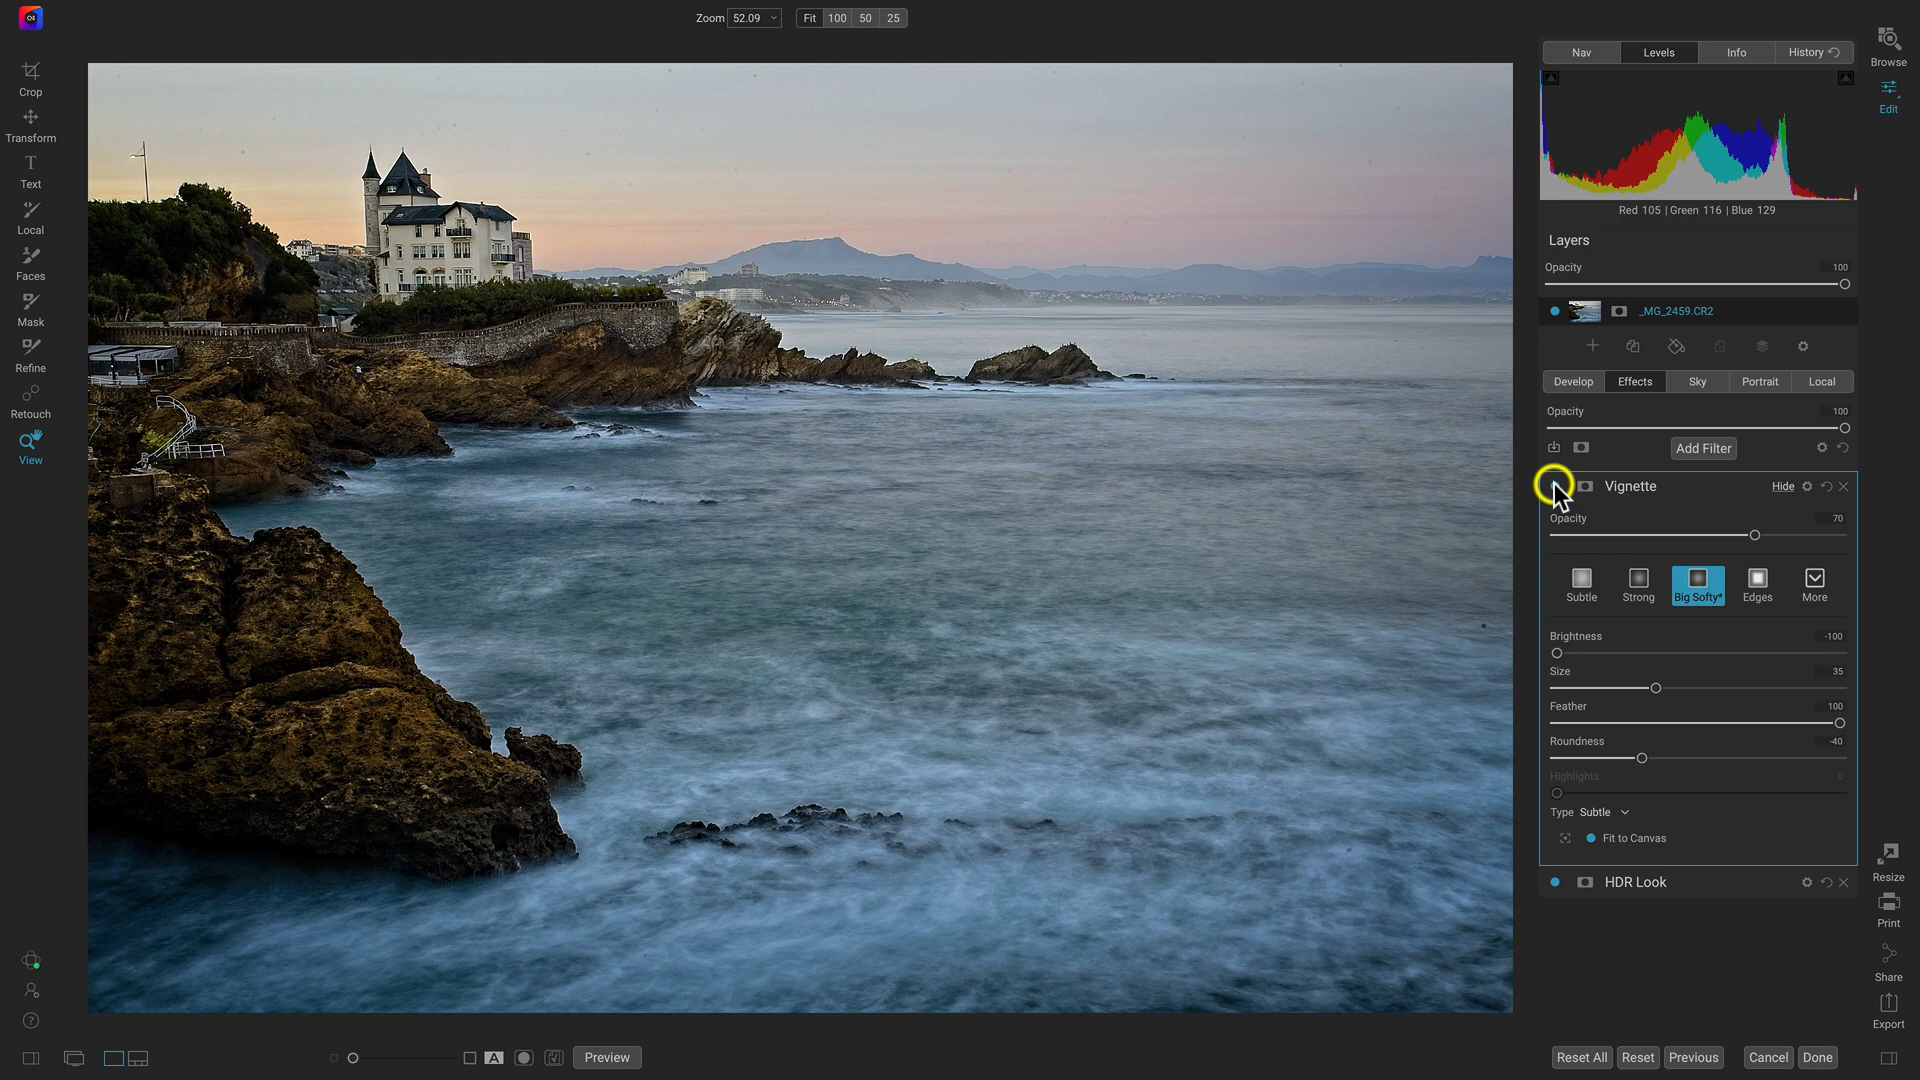 Zoom 52.09 Fit 100 50 25
Crop
Transform
Text
Local
Faces
Mask
Refine
Retouch
View
Nav Levels Info History
Red 105 | Green 116 | Blue 129
Layers
Opacity 100
_MG_2459.CR2
Develop Effects Sky Portrait Local
Opacity 100
Add Filter
Vignette Hide
Opacity 70
Subtle Strong Big Softy* Edges More
Brightness -100
Size 35
Feather 100
Roundness -40
Highlights 0
Type Subtle
Fit to Canvas
HDR Look
Browse
Edit
Resize
Print
Share
Export
A Preview
Reset All Reset Previous Cancel Done